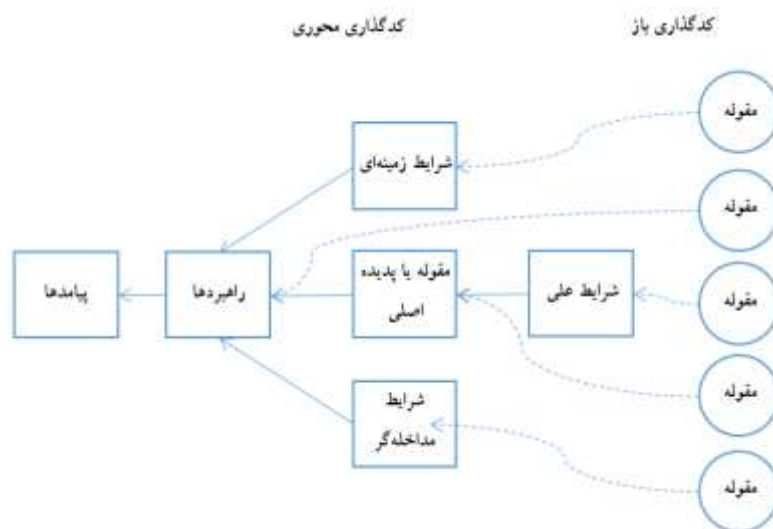 کدگذاری باز
کدگذاری محوری
مقوله
شرایط زمینه‌ای
مقوله
مقوله
شرایط علی
مقوله یا پدیده
اصلی
راهبردها
پیامدها
مقوله
شرایط
مداخله‌گر
مقوله